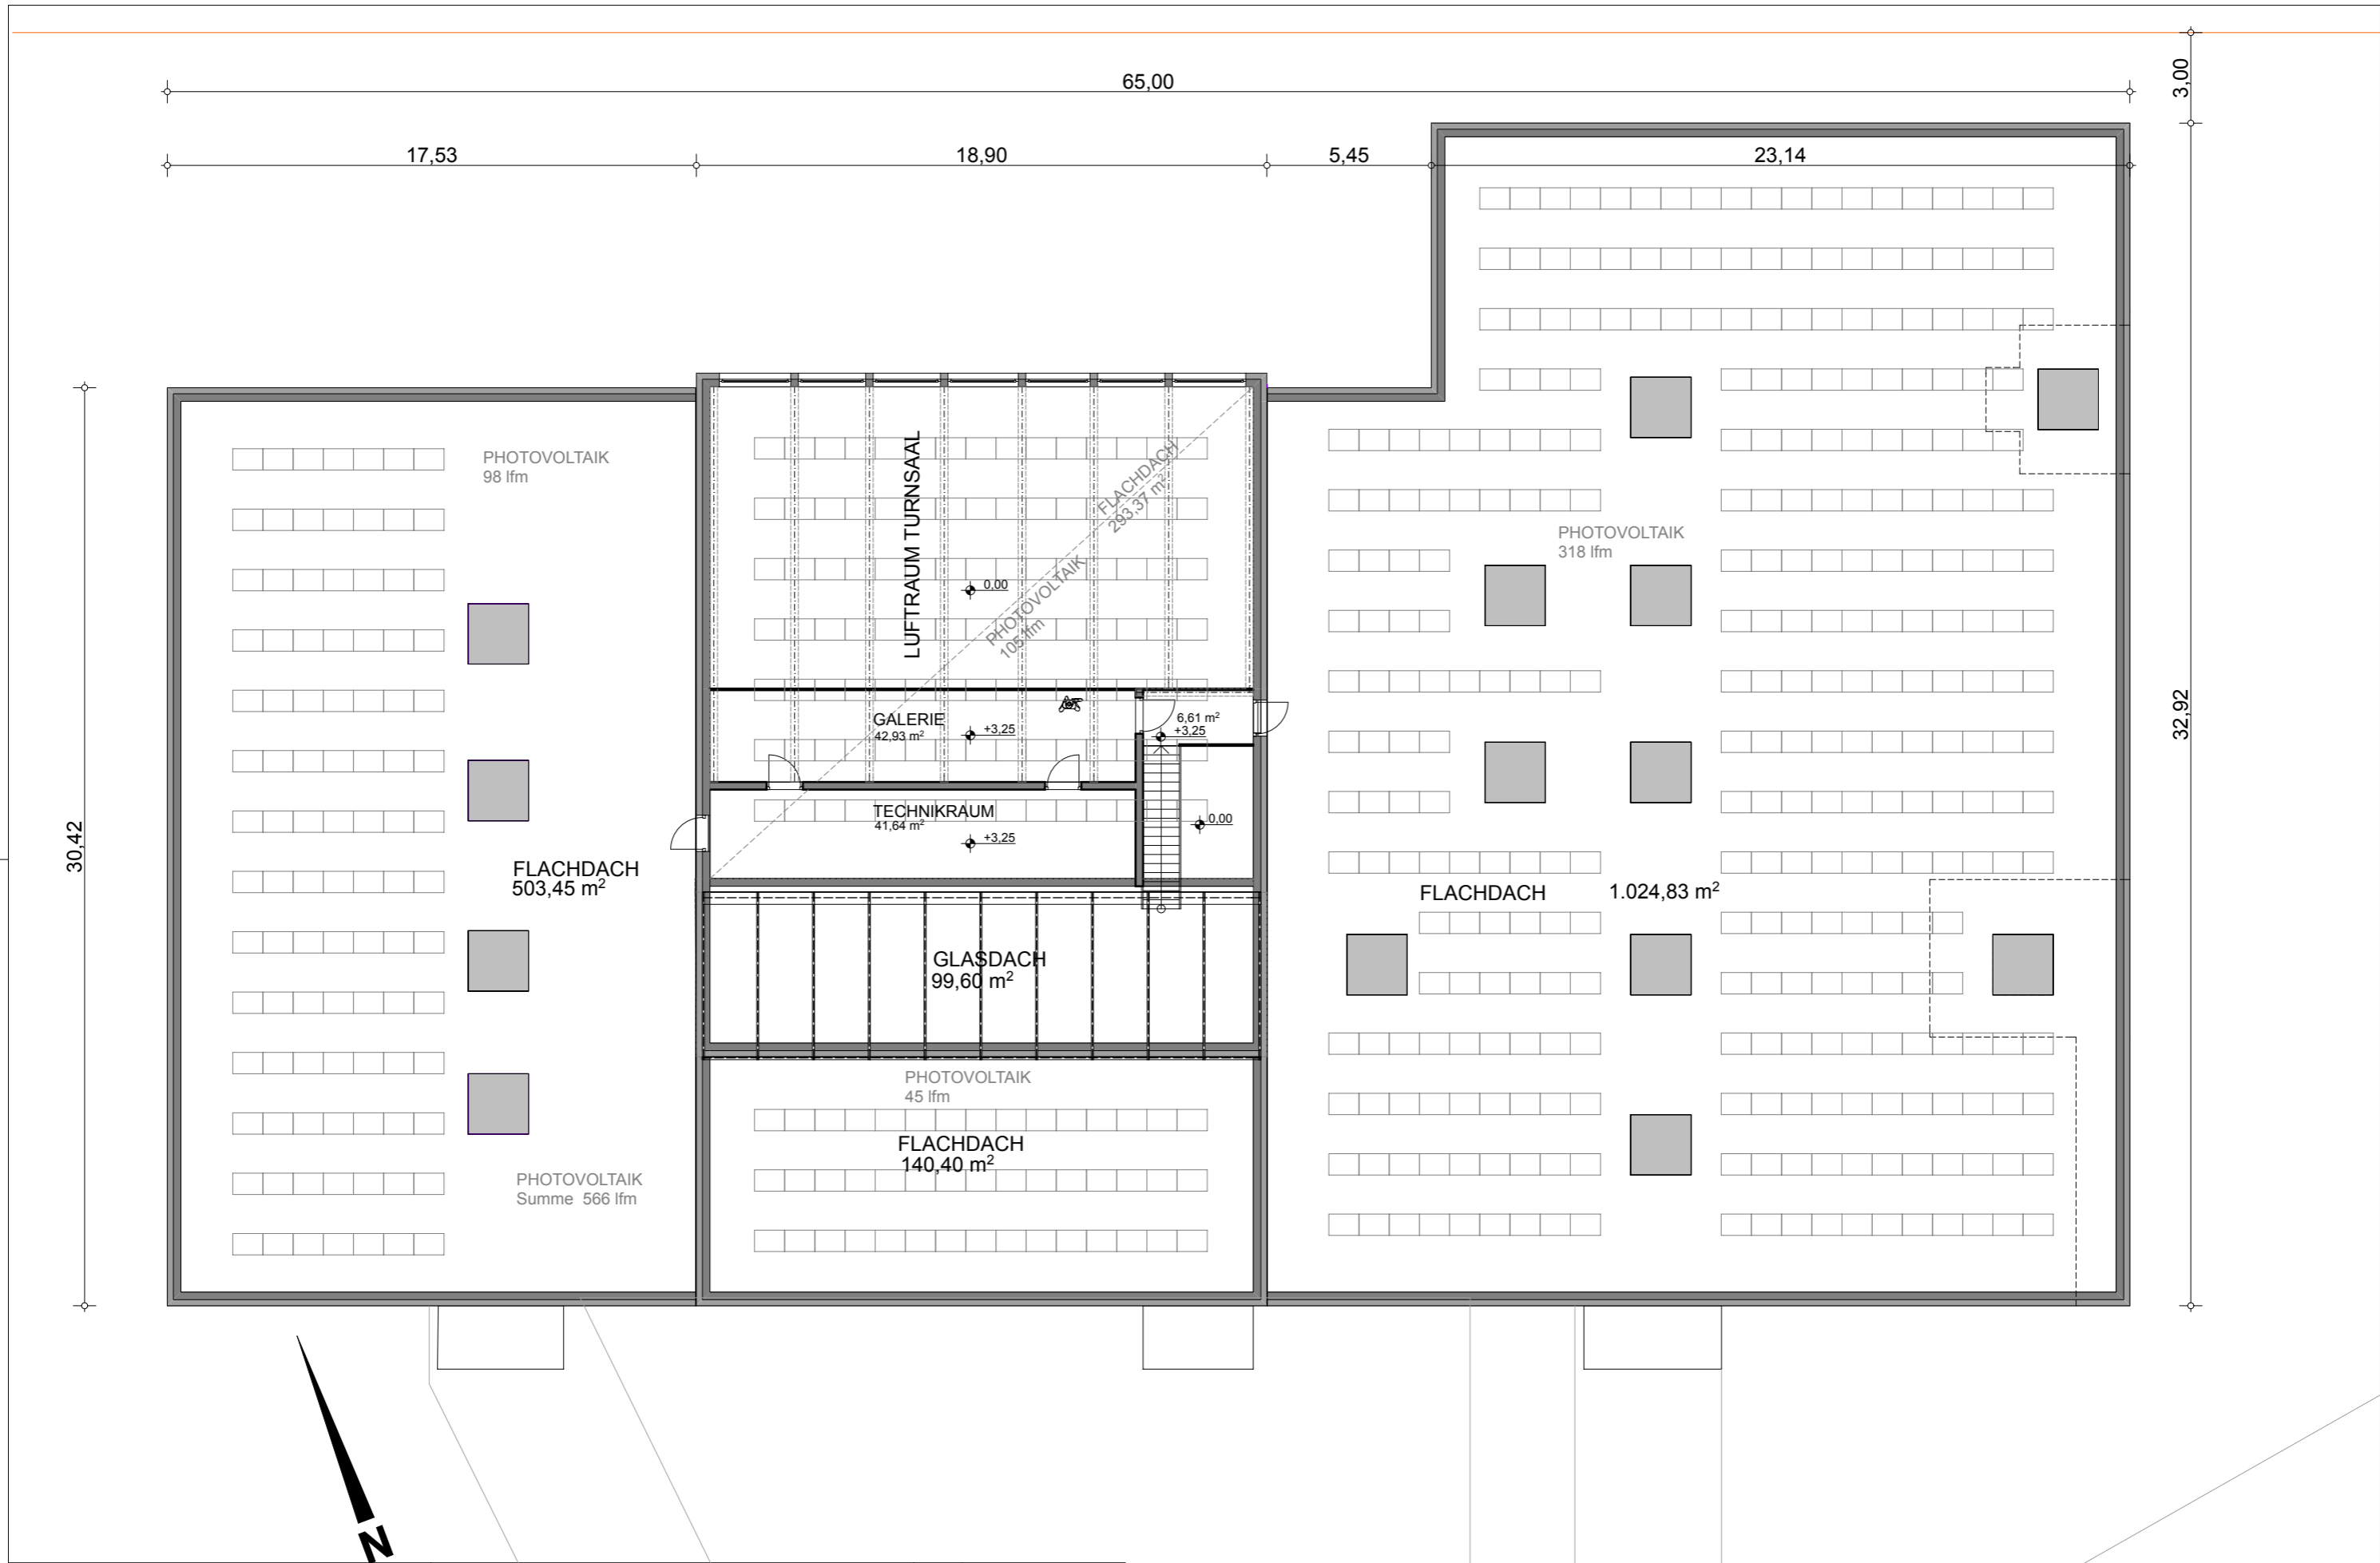 65,00
3,00
17,53
18,90
5,45
23,14
PHOTOVOLTAIK
98 lfm
LUFTRAUM TURNSAAL
FLACHDACH
293,37 m²
PHOTOVOLTAIK
105 lfm
0,00
PHOTOVOLTAIK
318 lfm
GALERIE
42,93 m²
+3,25
6,61 m²
+3,25
32,92
TECHNIKRAUM
41,64 m²
+3,25
0,00
30,42
FLACHDACH
503,45 m²
FLACHDACH 1.024,83 m²
GLASDACH
99,60 m²
PHOTOVOLTAIK
45 lfm
FLACHDACH
140,40 m²
PHOTOVOLTAIK
Summe 566 lfm
N